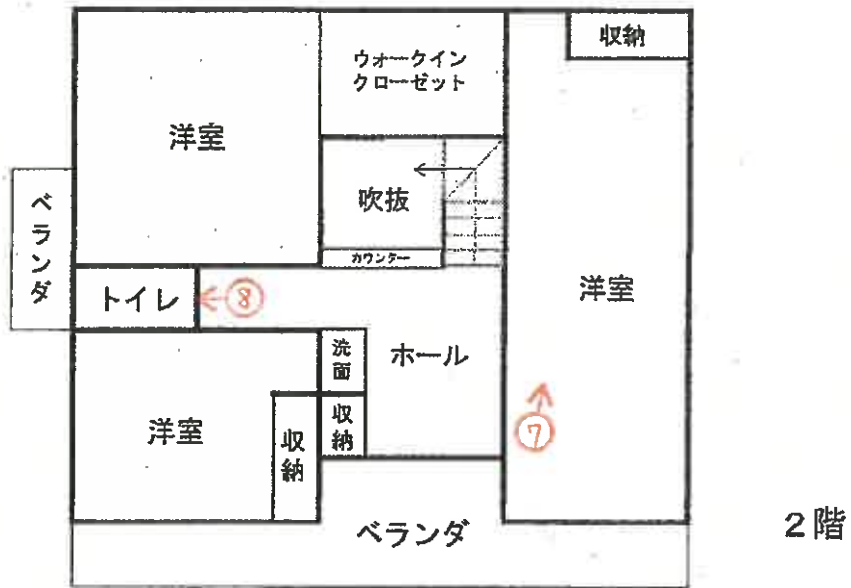 収納
ウォークイン
クローゼット
洋室
吹抜
ベランダ
カウンター
トイレ
⑧
洋室
洗面
ホール
⑦
洋室
収納
収納
ベランダ
2階